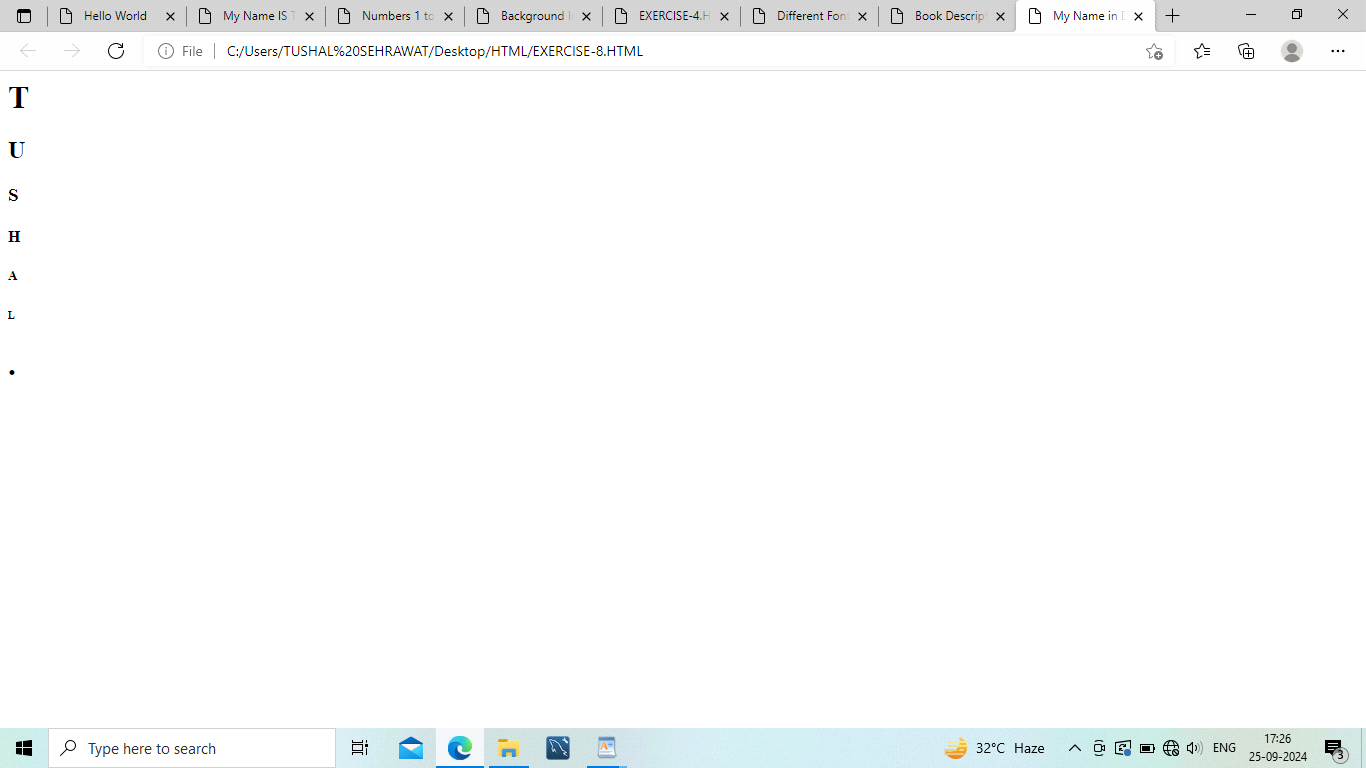 Hello World
My Name IS T
Numbers 1 to
Background I
EXERCISE-4.H
Different Fon
Book Descrip
My Name in D
File
C:/Users/TUSHAL%20SEHRAWAT/Desktop/HTML/EXERCISE-8.HTML
T
U
S
H
A
L
•
Type here to search
32°C Haze
ENG
17:26
25-09-2024
3